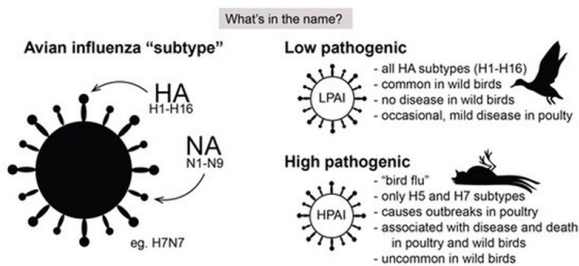 What's in the name?
Avian influenza "subtype"
HA
H1-H16
NA
N1-N9
eg. H7N7
Low pathogenic
LPAI
- all HA subtypes (H1-H16)
- common in wild birds
- no disease in wild birds
- occasional, mild disease in poulty
High pathogenic
HPAI
- "bird flu"
- only H5 and H7 subtypes
- causes outbreaks in poultry
- associated with disease and death
in poultry and wild birds
- uncommon in wild birds